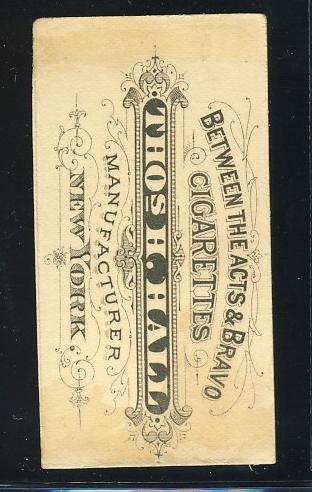 BETWEEN THE ACTS & BRAVO
CIGARETTES
THOS. H. HALL
MANUFACTURER
NEW YORK.